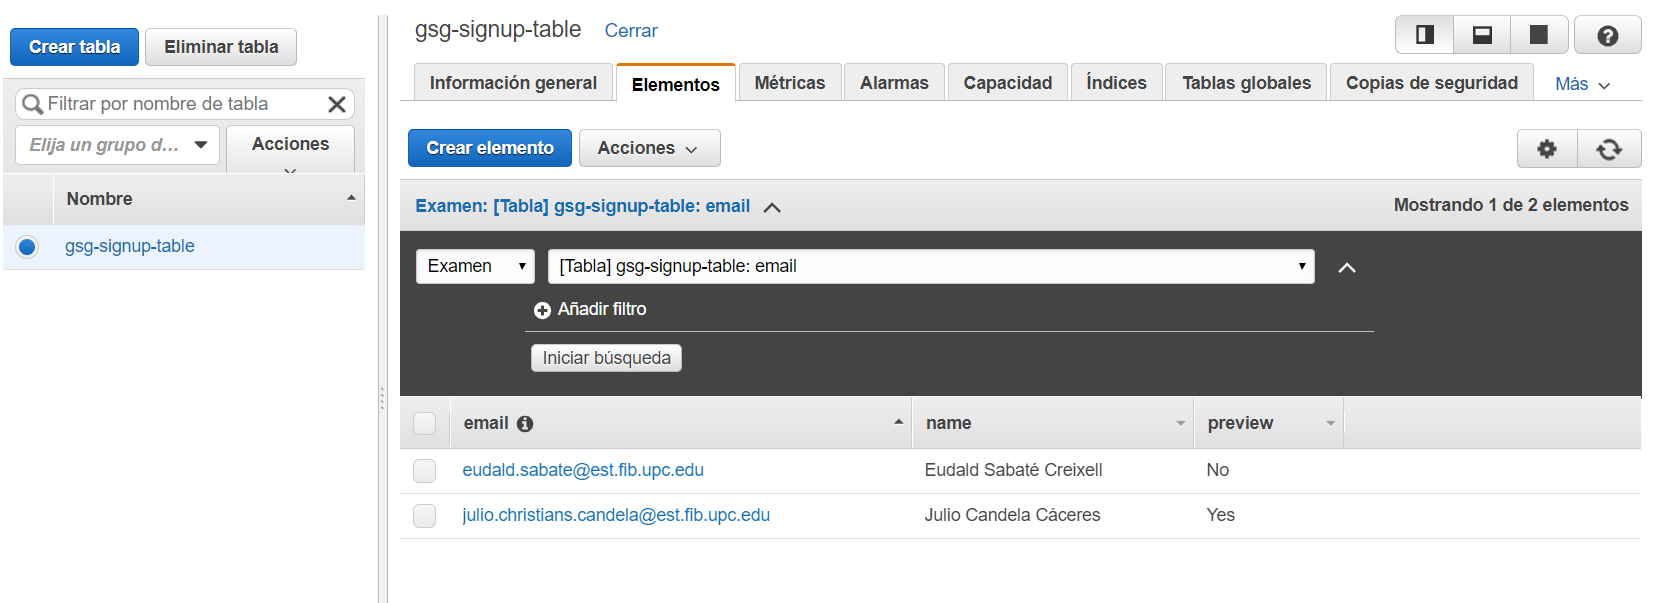 Crear tabla
Eliminar tabla
Filtrar por nombre de tabla
Elija un grupo d...
Acciones
Nombre
gsg-signup-table
gsg-signup-table Cerrar
Información general Elementos Métricas Alarmas Capacidad Índices Tablas globales Copias de seguridad Más
Crear elemento Acciones
Examen: [Tabla] gsg-signup-table: email Mostrando 1 de 2 elementos
Examen [Tabla] gsg-signup-table: email
Añadir filtro
Iniciar búsqueda
email name preview
eudald.sabate@est.fib.upc.edu Eudald Sabaté Creixell No
julio.christians.candela@est.fib.upc.edu Julio Candela Cáceres Yes